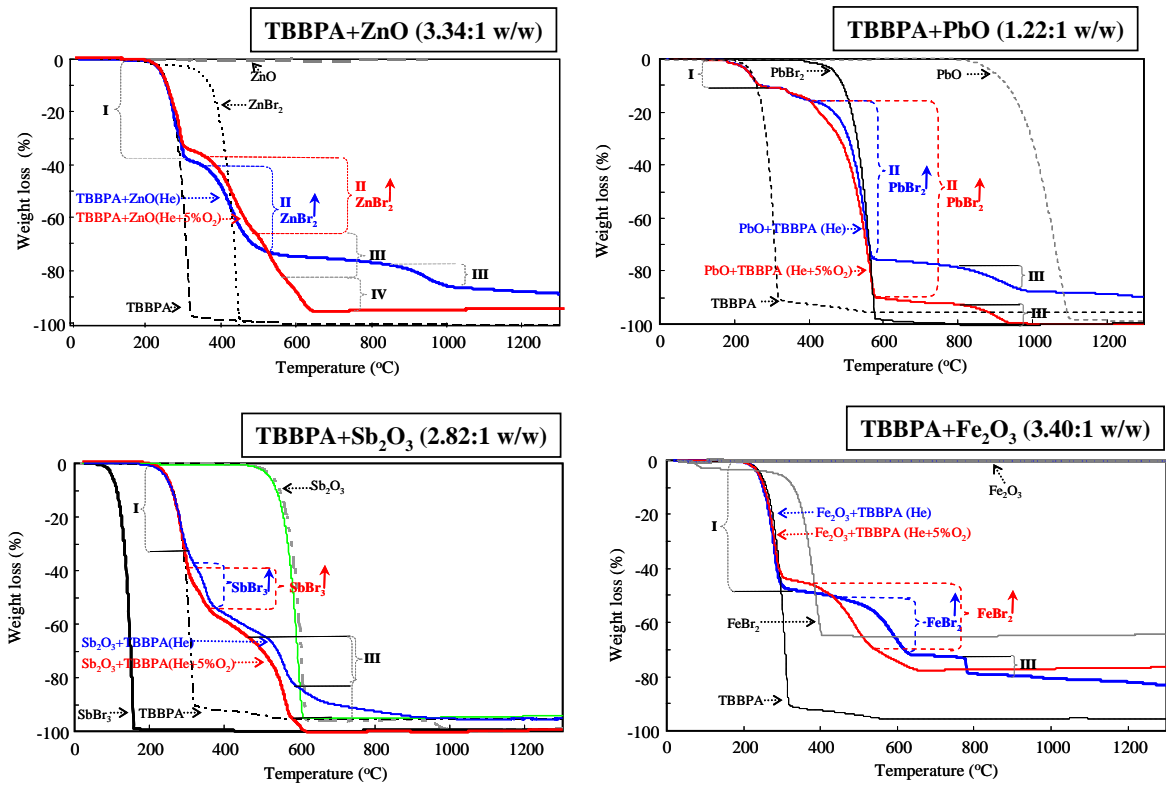 TBBPA+ZnO (3.34:1 w/w)
0
-20
-40
-60
-80
-100
Weight loss (%)
0 200 400 600 800 1000 1200
Temperature (oC)
I
ZnO
ZnBr2
TBBPA+ZnO(He)
TBBPA+ZnO(He+5%O2)
II
ZnBr2
II
ZnBr2
III
III
IV
TBBPA
TBBPA+PbO (1.22:1 w/w)
0
-20
-40
-60
-80
-100
Weight loss (%)
0 200 400 600 800 1000 1200
Temperature (oC)
I
PbBr2
PbO
II
PbBr2
II
PbBr2
PbO+TBBPA (He)
PbO+TBBPA (He+5%O2)
TBBPA
III
III
TBBPA+Sb2O3 (2.82:1 w/w)
0
-20
-40
-60
-80
-100
Weight loss (%)
0 200 400 600 800 1000 1200
Temperature (oC)
I
Sb2O3
SbBr3
SbBr3
Sb2O3+TBBPA(He)
Sb2O3+TBBPA(He+5%O2)
III
SbBr3
TBBPA
TBBPA+Fe2O3 (3.40:1 w/w)
0
-20
-40
-60
-80
-100
Weight loss (%)
0 200 400 600 800 1000 1200
Temperature (oC)
I
Fe2O3
Fe2O3+TBBPA (He)
Fe2O3+TBBPA (He+5%O2)
FeBr2
FeBr2
FeBr2
III
TBBPA